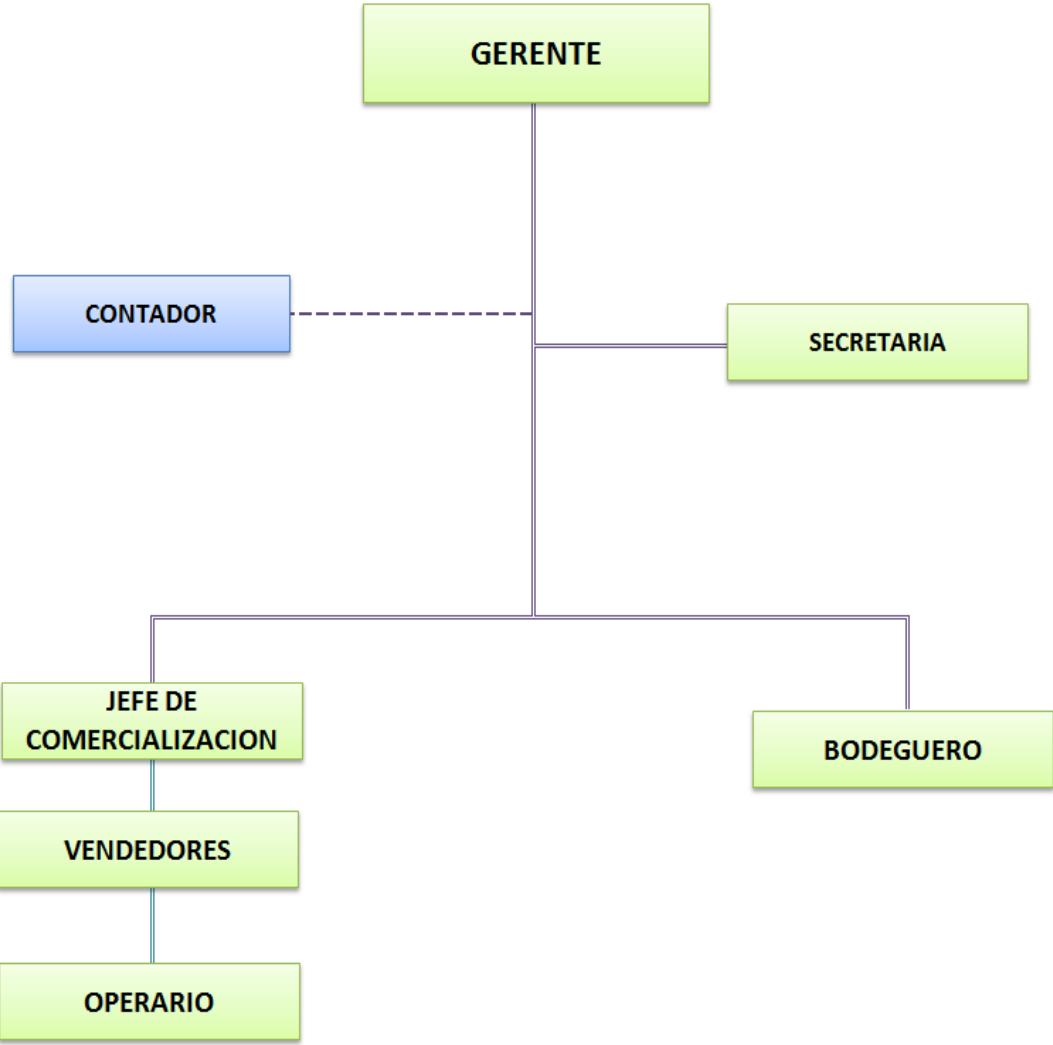 GERENTE
CONTADOR
SECRETARIA
JEFE DE
COMERCIALIZACION
BODEGUERO
VENDEDORES
OPERARIO